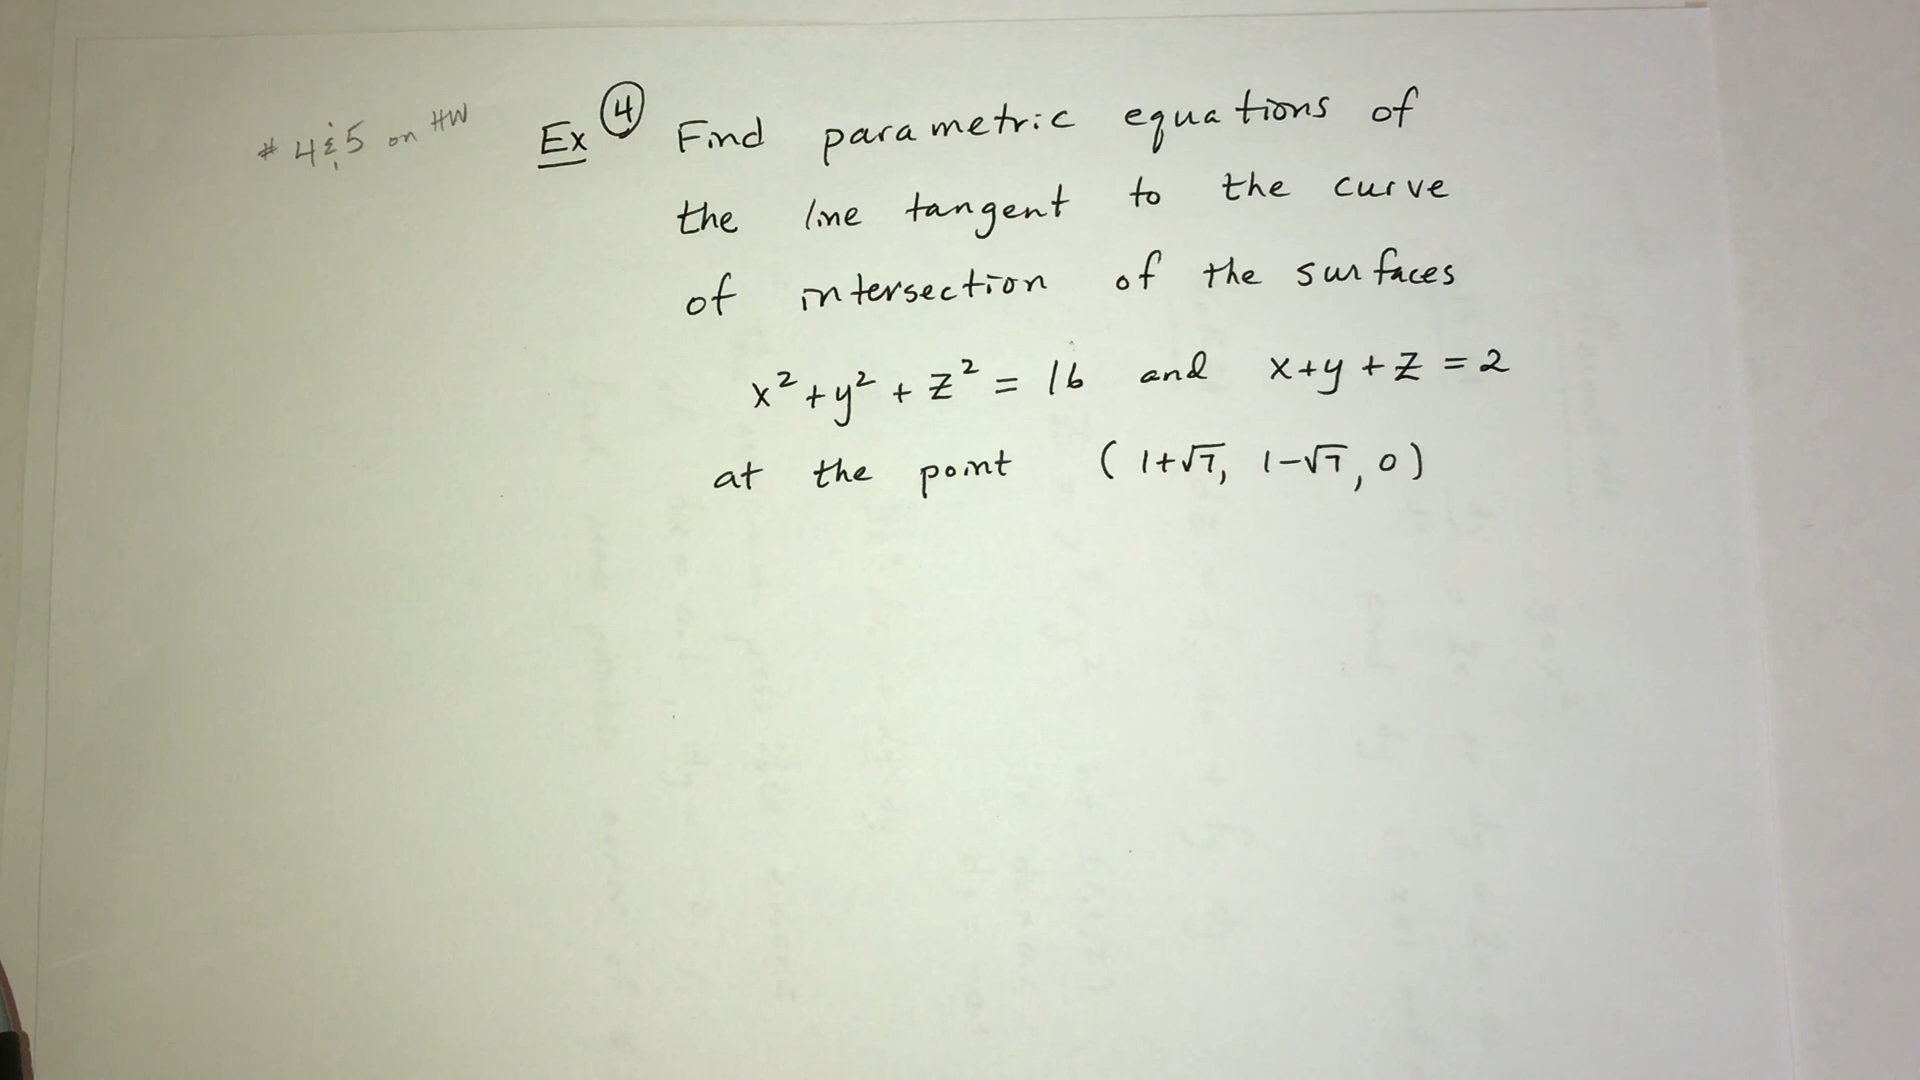 # 4 & 5 on HW
Ex ④ Find parametric equations of
the line tangent to the curve
of intersection of the surfaces
x² + y² + z² = 16 and x+y+z = 2
at the point (1+√7, 1-√7, 0)